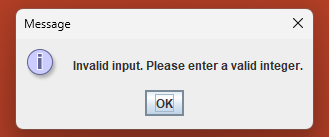 Message
Invalid input. Please enter a valid integer.
OK